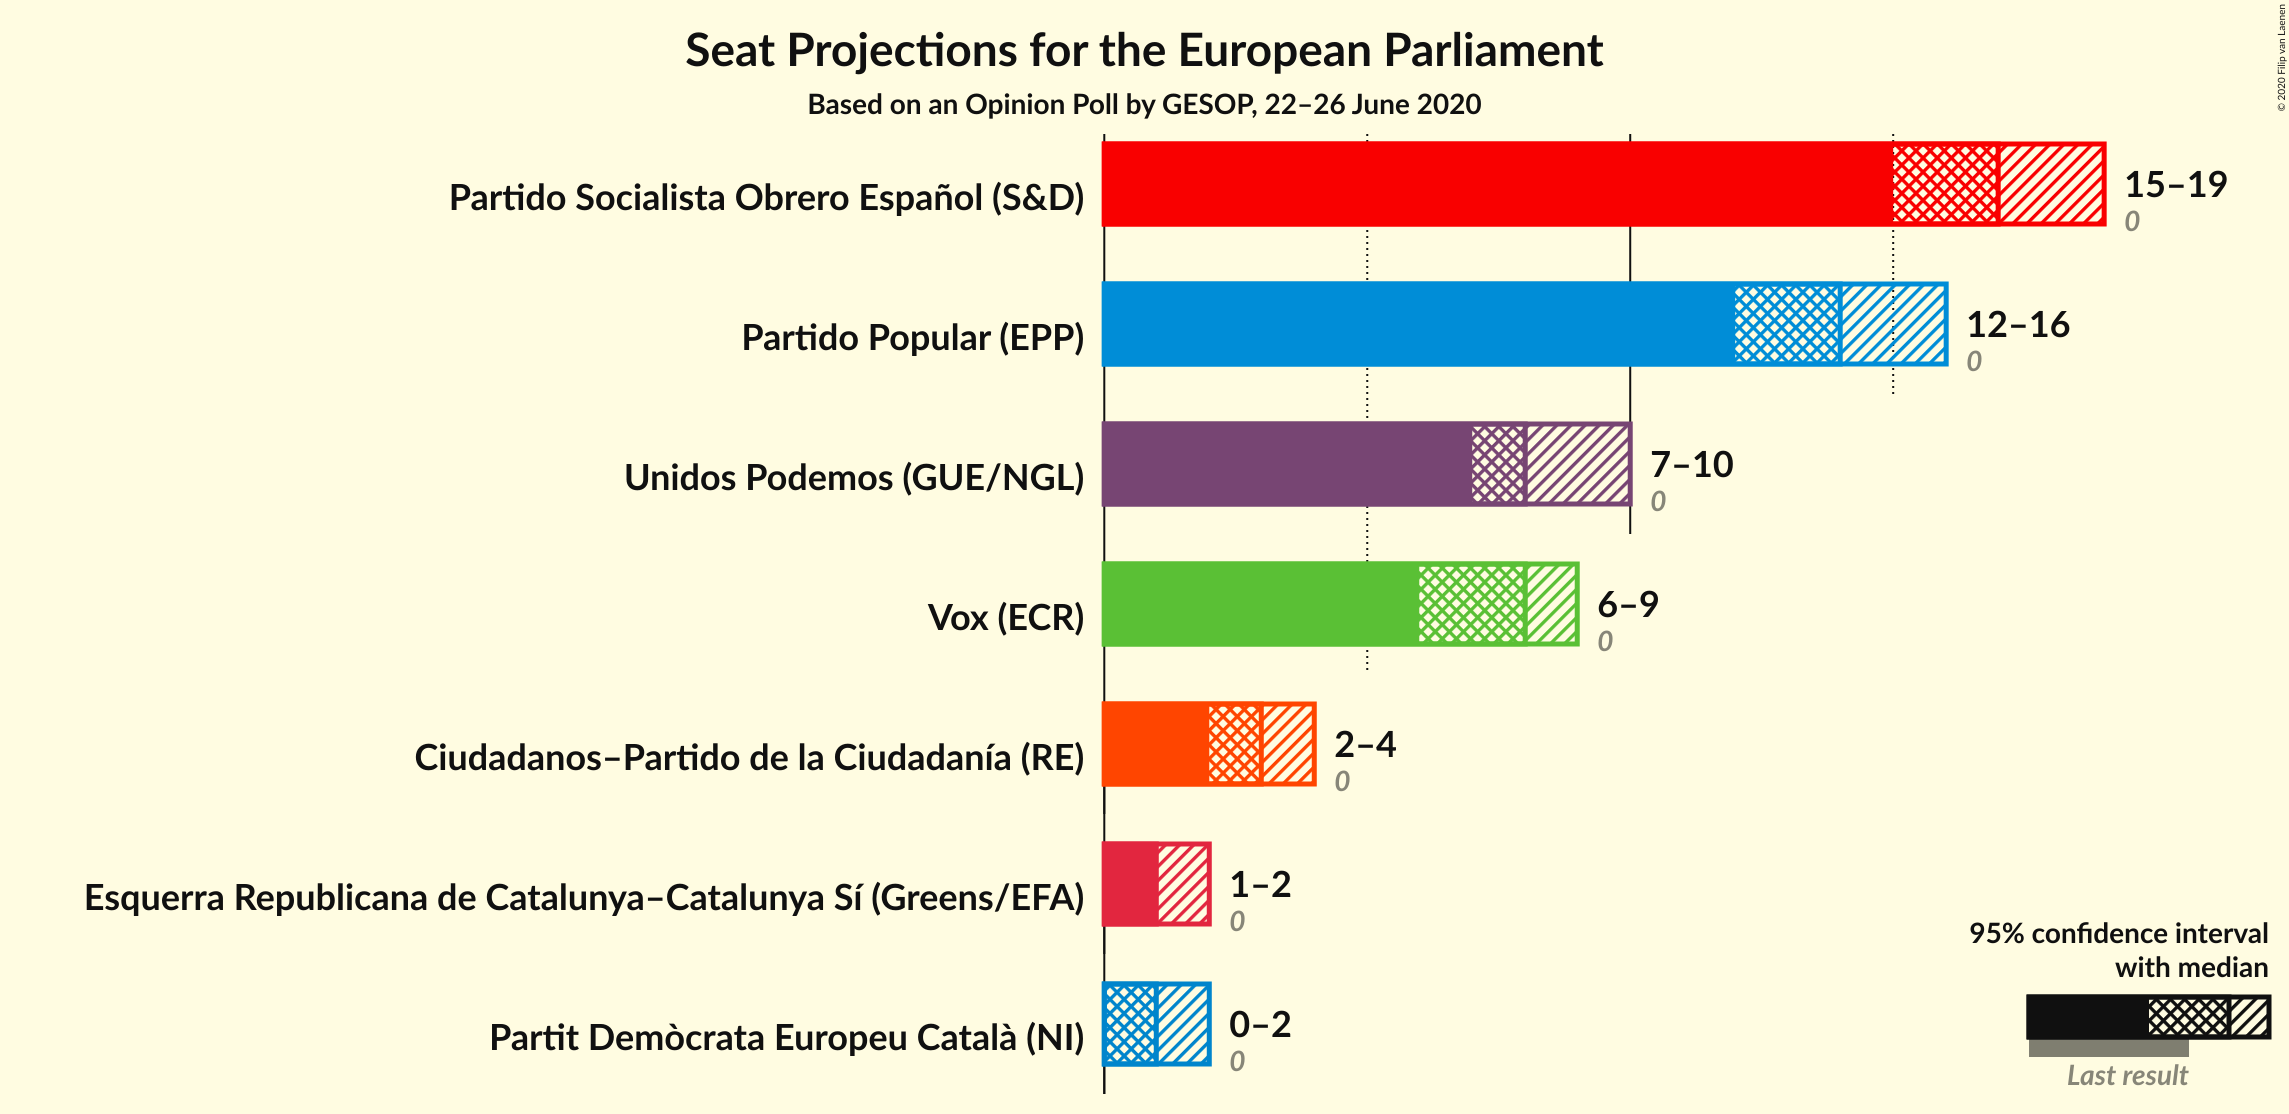 Seat Projections for the European Parliament
Based on an Opinion Poll by GESOP, 22–26 June 2020
© 2020 Filip van Laenen
Partido Socialista Obrero Español (S&D)
15–19
0
Partido Popular (EPP)
12–16
0
Unidos Podemos (GUE/NGL)
7–10
0
Vox (ECR)
6–9
0
Ciudadanos–Partido de la Ciudadanía (RE)
2–4
0
Esquerra Republicana de Catalunya–Catalunya Sí (Greens/EFA)
1–2
0
Partit Demòcrata Europeu Català (NI)
0–2
0
95% confidence interval
with median
Last result